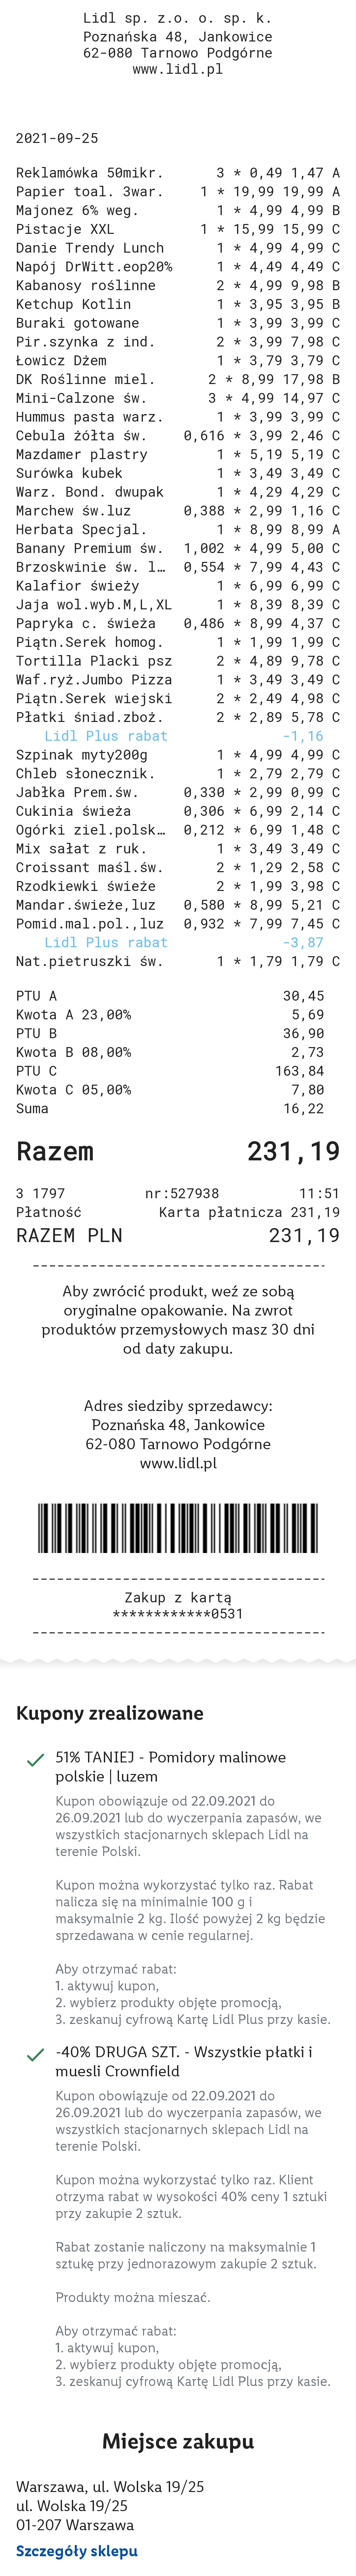 Lidl sp. z.o. o. sp. k.
Poznańska 48, Jankowice
62-080 Tarnowo Podgórne
www.lidl.pl
2021-09-25
Reklamówka 50mikr. 3 * 0,49 1,47 A
Papier toal. 3war. 1 * 19,99 19,99 A
Majonez 6% weg. 1 * 4,99 4,99 B
Pistacje XXL 1 * 15,99 15,99 C
Danie Trendy Lunch 1 * 4,99 4,99 C
Napój DrWitt.eop20% 1 * 4,49 4,49 C
Kabanosy roślinne 2 * 4,99 9,98 B
Ketchup Kotlin 1 * 3,95 3,95 B
Buraki gotowane 1 * 3,99 3,99 C
Pir.szynka z ind. 2 * 3,99 7,98 C
Łowicz Dżem 1 * 3,79 3,79 C
DK Roślinne miel. 2 * 8,99 17,98 B
Mini-Calzone św. 3 * 4,99 14,97 C
Hummus pasta warz. 1 * 3,99 3,99 C
Cebula żółta św. 0,616 * 3,99 2,46 C
Mazdamer plastry 1 * 5,19 5,19 C
Surówka kubek 1 * 3,49 3,49 C
Warz. Bond. dwupak 1 * 4,29 4,29 C
Marchew św.luz 0,388 * 2,99 1,16 C
Herbata Specjal. 1 * 8,99 8,99 A
Banany Premium św. 1,002 * 4,99 5,00 C
Brzoskwinie św. l… 0,554 * 7,99 4,43 C
Kalafior świeży 1 * 6,99 6,99 C
Jaja wol.wyb.M,L,XL 1 * 8,39 8,39 C
Papryka c. świeża 0,486 * 8,99 4,37 C
Piątn.Serek homog. 1 * 1,99 1,99 C
Tortilla Placki psz 2 * 4,89 9,78 C
Waf.ryż.Jumbo Pizza 1 * 3,49 3,49 C
Piątn.Serek wiejski 2 * 2,49 4,98 C
Płatki śniad.zboż. 2 * 2,89 5,78 C
Lidl Plus rabat -1,16
Szpinak myty200g 1 * 4,99 4,99 C
Chleb słonecznik. 1 * 2,79 2,79 C
Jabłka Prem.św. 0,330 * 2,99 0,99 C
Cukinia świeża 0,306 * 6,99 2,14 C
Ogórki ziel.polsk… 0,212 * 6,99 1,48 C
Mix sałat z ruk. 1 * 3,49 3,49 C
Croissant maśl.św. 2 * 1,29 2,58 C
Rzodkiewki świeże 2 * 1,99 3,98 C
Mandar.świeże,luz 0,580 * 8,99 5,21 C
Pomid.mal.pol.,luz 0,932 * 7,99 7,45 C
Lidl Plus rabat -3,87
Nat.pietruszki św. 1 * 1,79 1,79 C
PTU A 30,45
Kwota A 23,00% 5,69
PTU B 36,90
Kwota B 08,00% 2,73
PTU C 163,84
Kwota C 05,00% 7,80
Suma 16,22
Razem 231,19
3 1797 nr:527938 11:51
Płatność Karta płatnicza 231,19
RAZEM PLN 231,19
Aby zwrócić produkt, weź ze sobą
oryginalne opakowanie. Na zwrot
produktów przemysłowych masz 30 dni
od daty zakupu.
Adres siedziby sprzedawcy:
Poznańska 48, Jankowice
62-080 Tarnowo Podgórne
www.lidl.pl
Zakup z kartą
************0531
Kupony zrealizowane
51% TANIEJ - Pomidory malinowe
polskie | luzem
Kupon obowiązuje od 22.09.2021 do
26.09.2021 lub do wyczerpania zapasów, we
wszystkich stacjonarnych sklepach Lidl na
terenie Polski.
Kupon można wykorzystać tylko raz. Rabat
nalicza się na minimalnie 100 g i
maksymalnie 2 kg. Ilość powyżej 2 kg będzie
sprzedawana w cenie regularnej.
Aby otrzymać rabat:
1. aktywuj kupon,
2. wybierz produkty objęte promocją,
3. zeskanuj cyfrową Kartę Lidl Plus przy kasie.
-40% DRUGA SZT. - Wszystkie płatki i
muesli Crownfield
Kupon obowiązuje od 22.09.2021 do
26.09.2021 lub do wyczerpania zapasów, we
wszystkich stacjonarnych sklepach Lidl na
terenie Polski.
Kupon można wykorzystać tylko raz. Klient
otrzyma rabat w wysokości 40% ceny 1 sztuki
przy zakupie 2 sztuk.
Rabat zostanie naliczony na maksymalnie 1
sztukę przy jednorazowym zakupie 2 sztuk.
Produkty można mieszać.
Aby otrzymać rabat:
1. aktywuj kupon,
2. wybierz produkty objęte promocją,
3. zeskanuj cyfrową Kartę Lidl Plus przy kasie.
Miejsce zakupu
Warszawa, ul. Wolska 19/25
ul. Wolska 19/25
01-207 Warszawa
Szczegóły sklepu